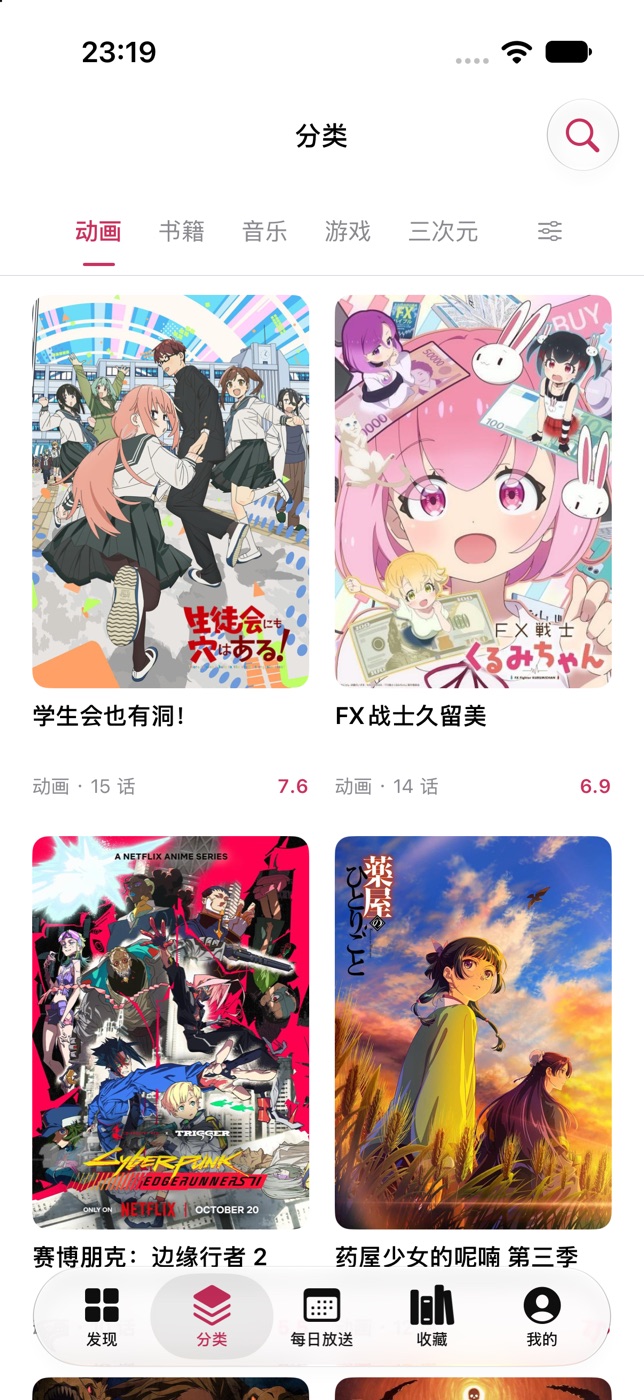 23:19
分类
动画 书籍 音乐 游戏 三次元
FX
BUY
50000
100
生徒会にも
穴はある!
FX戦士
くるみちゃん
学生会也有洞！
FX战士久留美
动画 · 15 话 7.6
动画 · 14 话 6.9
A NETFLIX ANIME SERIES
薬屋の
ひとりごと
TRIGGER
Cyberpunk
EDGERUNNERS II
ONLY ON NETFLIX | OCTOBER 20
赛博朋克：边缘行者 2
药屋少女的呢喃 第三季
发现 分类 每日放送 收藏 我的